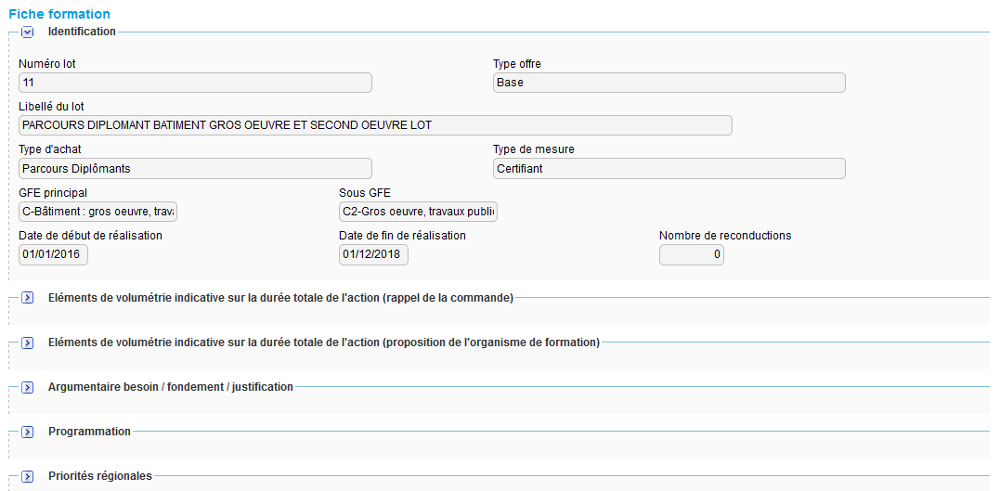 Fiche formation
Identification
Numéro lot Type offre
11 Base
Libellé du lot
PARCOURS DIPLOMANT BATIMENT GROS OEUVRE ET SECOND OEUVRE LOT
Type d'achat Type de mesure
Parcours Diplômants Certifiant
GFE principal Sous GFE
C-Bâtiment : gros oeuvre, trava C2-Gros oeuvre, travaux public
Date de début de réalisation Date de fin de réalisation Nombre de reconductions
01/01/2016 01/12/2018 0
Eléments de volumétrie indicative sur la durée totale de l'action (rappel de la commande)
Eléments de volumétrie indicative sur la durée totale de l'action (proposition de l'organisme de formation)
Argumentaire besoin / fondement / justification
Programmation
Priorités régionales